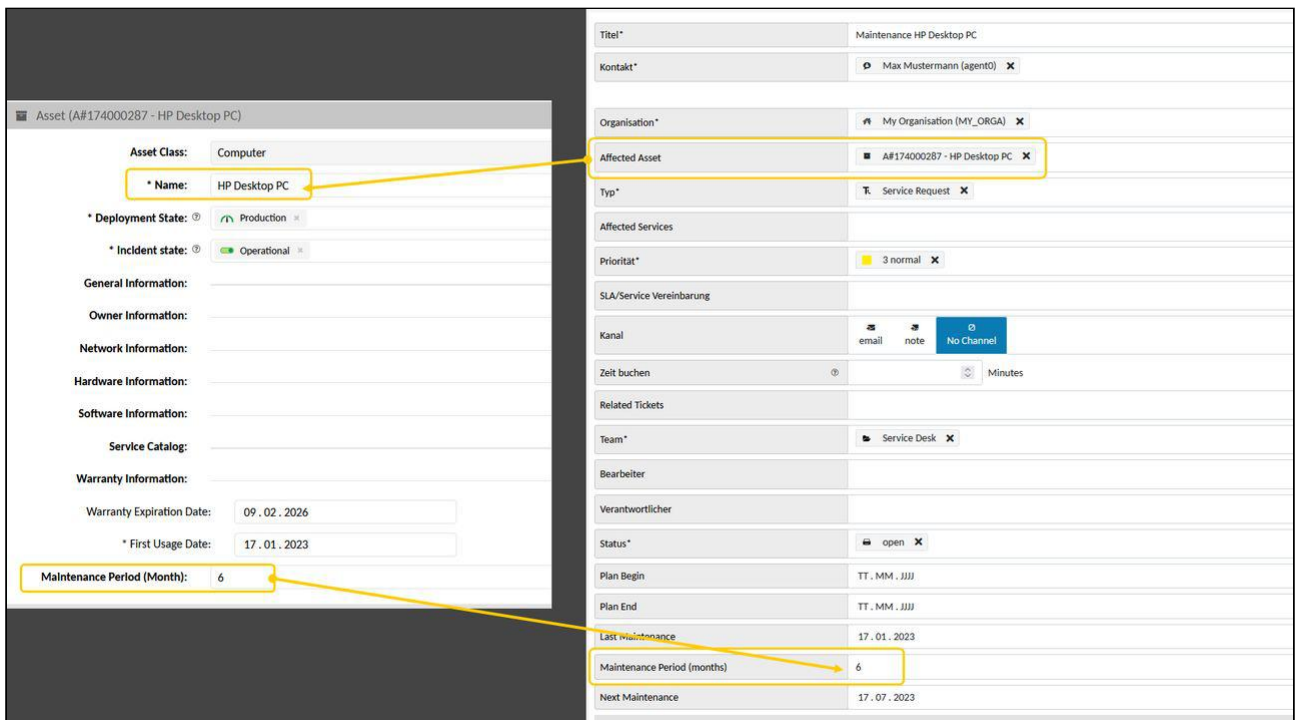 Asset (A#174000287 - HP Desktop PC)
Asset Class: Computer
* Name: HP Desktop PC
* Deployment State: Production
* Incident state: Operational
General Information:
Owner Information:
Network Information:
Hardware Information:
Software Information:
Service Catalog:
Warranty Information:
Warranty Expiration Date: 09.02.2026
* First Usage Date: 17.01.2023
Maintenance Period (Month): 6
Titel* Maintenance HP Desktop PC
Kontakt* Max Mustermann (agent0)
Organisation* My Organisation (MY_ORGA)
Affected Asset A#174000287 - HP Desktop PC
Typ* T. Service Request
Affected Services
Priorität* 3 normal
SLA/Service Vereinbarung
Kanal email note No Channel
Zeit buchen Minutes
Related Tickets
Team* Service Desk
Bearbeiter
Verantwortlicher
Status* open
Plan Begin TT.MM.JJJJ
Plan End TT.MM.JJJJ
Last Maintenance 17.01.2023
Maintenance Period (months) 6
Next Maintenance 17.07.2023